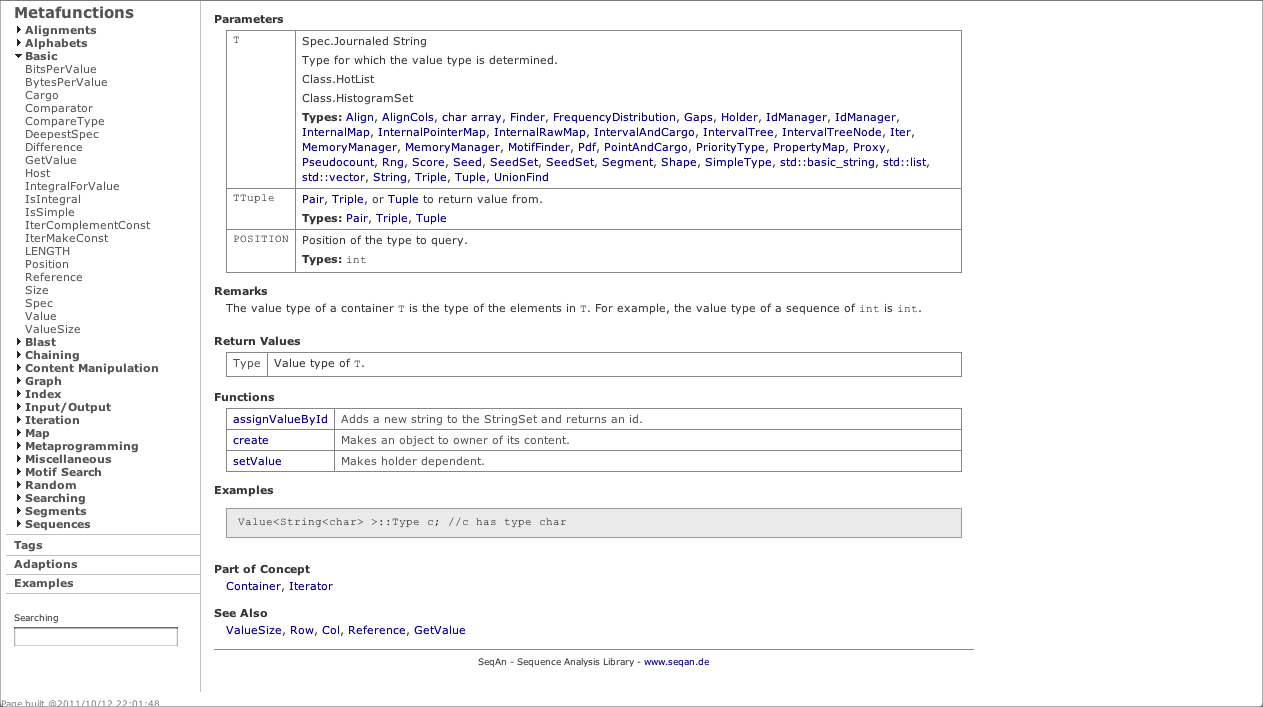 Metafunctions
Alignments
Alphabets
Basic
BitsPerValue
BytesPerValue
Cargo
Comparator
CompareType
DeepestSpec
Difference
GetValue
Host
IntegralForValue
IsIntegral
IsSimple
IterComplementConst
IterMakeConst
LENGTH
Position
Reference
Size
Spec
Value
ValueSize
Blast
Chaining
Content Manipulation
Graph
Index
Input/Output
Iteration
Map
Metaprogramming
Miscellaneous
Motif Search
Random
Searching
Segments
Sequences
Tags
Adaptions
Examples
Searching
Page built @2011/10/12 22:01:48
Parameters
T
Spec.Journaled String
Type for which the value type is determined.
Class.HotList
Class.HistogramSet
Types: Align, AlignCols, char array, Finder, FrequencyDistribution, Gaps, Holder, IdManager, IdManager,
InternalMap, InternalPointerMap, InternalRawMap, IntervalAndCargo, IntervalTree, IntervalTreeNode, Iter,
MemoryManager, MemoryManager, MotifFinder, Pdf, PointAndCargo, PriorityType, PropertyMap, Proxy,
Pseudocount, Rng, Score, Seed, SeedSet, SeedSet, Segment, Shape, SimpleType, std::basic_string, std::list,
std::vector, String, Triple, Tuple, UnionFind
TTuple Pair, Triple, or Tuple to return value from.
Types: Pair, Triple, Tuple
POSITION Position of the type to query.
Types: int
Remarks
The value type of a container T is the type of the elements in T. For example, the value type of a sequence of int is int.
Return Values
Type Value type of T.
Functions
assignValueById Adds a new string to the StringSet and returns an id.
create Makes an object to owner of its content.
setValue Makes holder dependent.
Examples
Value<String<char> >::Type c; //c has type char
Part of Concept
Container, Iterator
See Also
ValueSize, Row, Col, Reference, GetValue
SeqAn - Sequence Analysis Library - www.seqan.de